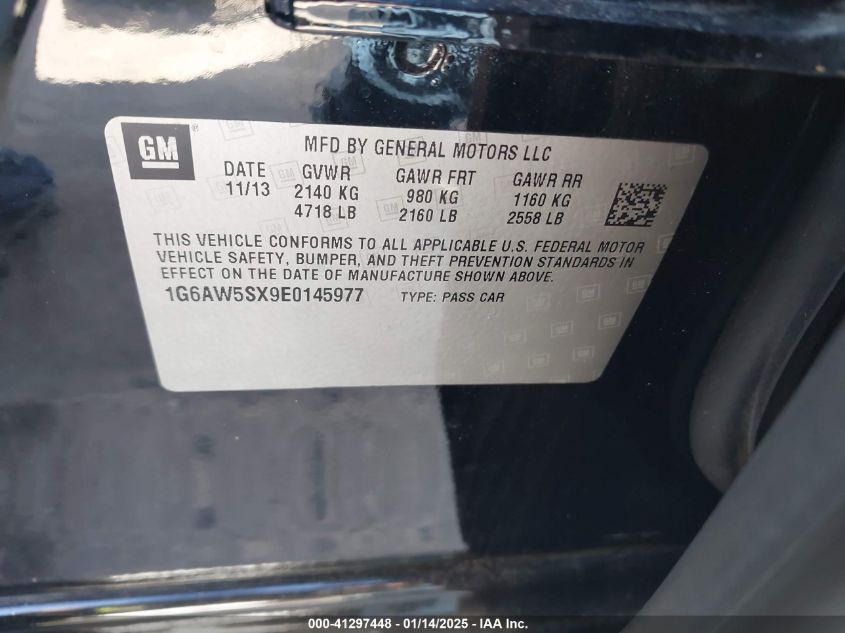 GM ®
MFD BY GENERAL MOTORS LLC
DATE GVWR GAWR FRT GAWR RR
11/13 2140 KG 980 KG 1160 KG
4718 LB 2160 LB 2558 LB
THIS VEHICLE CONFORMS TO ALL APPLICABLE U.S. FEDERAL MOTOR
VEHICLE SAFETY, BUMPER, AND THEFT PREVENTION STANDARDS IN
EFFECT ON THE DATE OF MANUFACTURE SHOWN ABOVE.
1G6AW5SX9E0145977 TYPE: PASS CAR
000-41297448 - 01/14/2025 - IAA Inc.